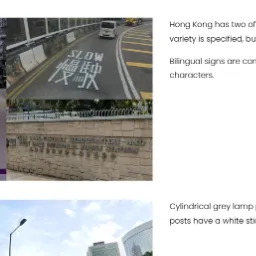 Hong Kong has two of
variety is specified, bu
Bilingual signs are con
characters.
SLOW
慢駛
Cylindrical grey lamp p
posts have a white stic